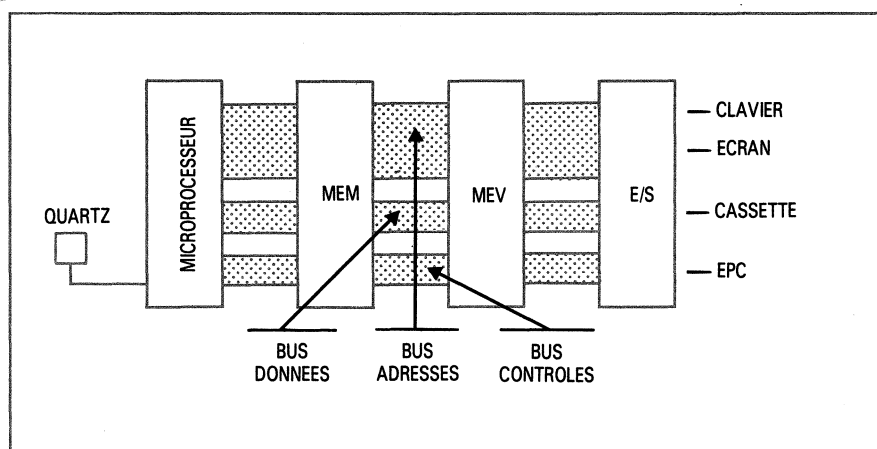 QUARTZ
MICROPROCESSEUR
MEM
MEV
E/S
— CLAVIER
— ECRAN
— CASSETTE
— EPC
BUS
DONNEES
BUS
ADRESSES
BUS
CONTROLES